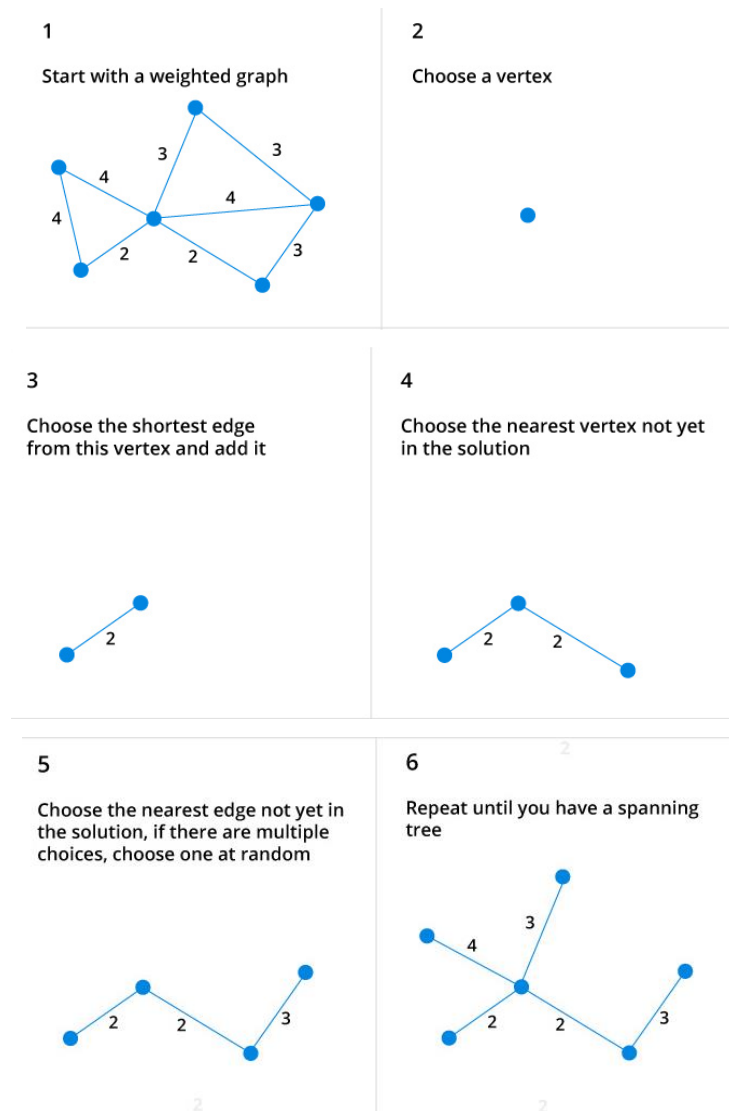 1
Start with a weighted graph
3
3
4
4
4
2
2
3
2
Choose a vertex
3
Choose the shortest edge
from this vertex and add it
2
4
Choose the nearest vertex not yet
in the solution
2
2
5
Choose the nearest edge not yet in
the solution, if there are multiple
choices, choose one at random
2
2
3
2
2
6
Repeat until you have a spanning
tree
3
4
2
2
3
2